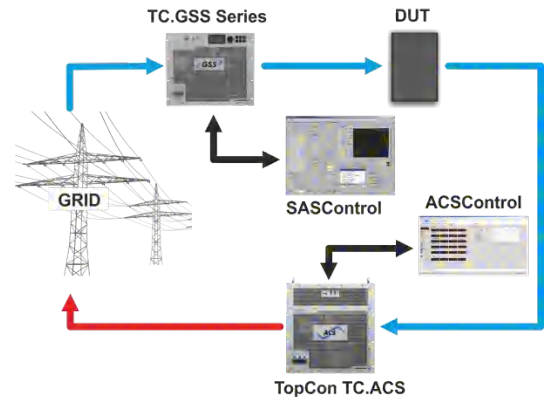 TC.GSS Series
DUT
GSS
GRID
SASControl
ACSControl
ACS
TopCon TC.ACS